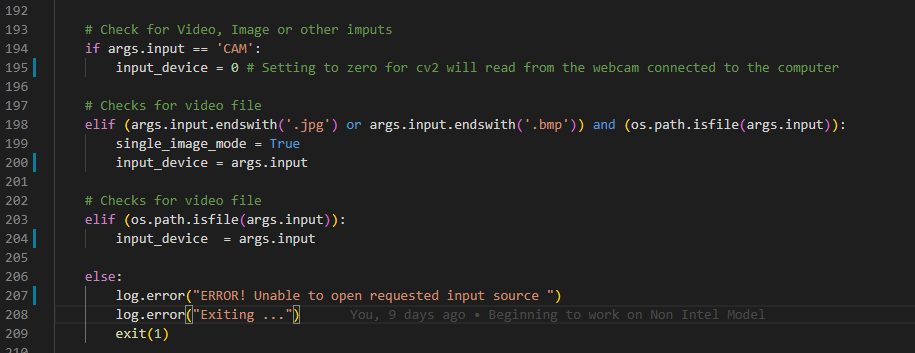 192
193 # Check for Video, Image or other imputs
194 if args.input == 'CAM':
195 input_device = 0 # Setting to zero for cv2 will read from the webcam connected to the computer
196
197 # Checks for video file
198 elif (args.input.endswith('.jpg') or args.input.endswith('.bmp')) and (os.path.isfile(args.input)):
199 single_image_mode = True
200 input_device = args.input
201
202 # Checks for video file
203 elif (os.path.isfile(args.input)):
204 input_device  = args.input
205
206 else:
207 log.error("ERROR! Unable to open requested input source ")
208 log.error("Exiting ...") You, 9 days ago • Beginning to work on Non Intel Model
209 exit(1)
210